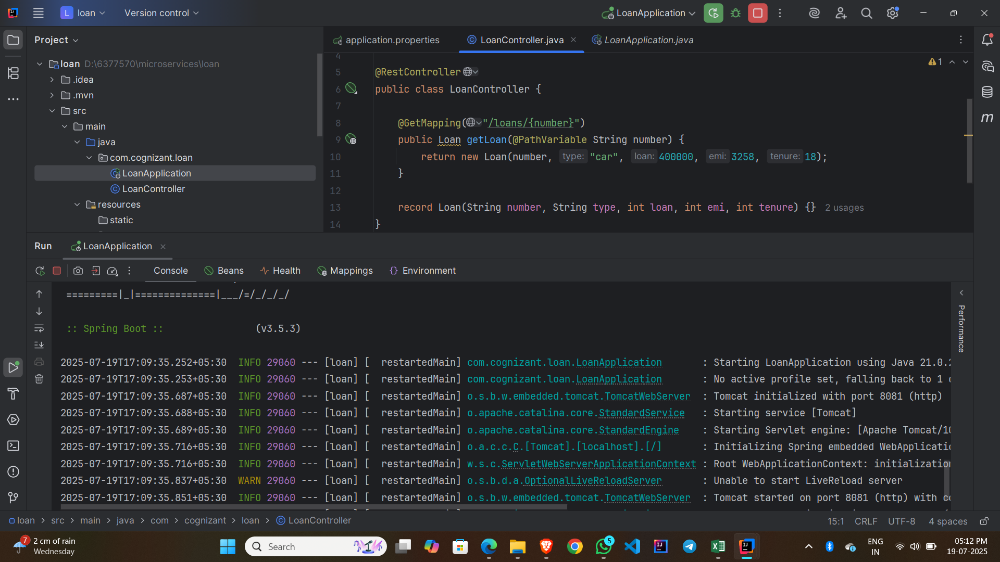 L loan Version control LoanApplication
Project
loan D:\6377570\microservices\loan
.idea
.mvn
src
main
java
com.cognizant.loan
LoanApplication
LoanController
resources
static
application.properties LoanController.java LoanApplication.java
4
5 @RestController
6 public class LoanController {
7
8 @GetMapping("/loans/{number}")
9 public Loan getLoan(@PathVariable String number) {
10 return new Loan(number, type: "car", loan: 400000, emi: 3258, tenure: 18);
11 }
12
13 record Loan(String number, String type, int loan, int emi, int tenure) {} 2 usages
14 }
1
m
Run LoanApplication
Console Beans Health Mappings Environment
=========|_|==============|___/=/_/_/_/
:: Spring Boot :: (v3.5.3)
2025-07-19T17:09:35.252+05:30 INFO 29060 --- [loan] [ restartedMain] com.cognizant.loan.LoanApplication : Starting LoanApplication using Java 21.0.2
2025-07-19T17:09:35.253+05:30 INFO 29060 --- [loan] [ restartedMain] com.cognizant.loan.LoanApplication : No active profile set, falling back to 1 d
2025-07-19T17:09:35.687+05:30 INFO 29060 --- [loan] [ restartedMain] o.s.b.w.embedded.tomcat.TomcatWebServer : Tomcat initialized with port 8081 (http)
2025-07-19T17:09:35.688+05:30 INFO 29060 --- [loan] [ restartedMain] o.apache.catalina.core.StandardService : Starting service [Tomcat]
2025-07-19T17:09:35.689+05:30 INFO 29060 --- [loan] [ restartedMain] o.apache.catalina.core.StandardEngine : Starting Servlet engine: [Apache Tomcat/10
2025-07-19T17:09:35.716+05:30 INFO 29060 --- [loan] [ restartedMain] o.a.c.c.C.[Tomcat].[localhost].[/] : Initializing Spring embedded WebApplicatio
2025-07-19T17:09:35.716+05:30 INFO 29060 --- [loan] [ restartedMain] w.s.c.ServletWebServerApplicationContext : Root WebApplicationContext: initialization
2025-07-19T17:09:35.837+05:30 WARN 29060 --- [loan] [ restartedMain] o.s.b.d.a.OptionalLiveReloadServer : Unable to start LiveReload server
2025-07-19T17:09:35.851+05:30 INFO 29060 --- [loan] [ restartedMain] o.s.b.w.embedded.tomcat.TomcatWebServer : Tomcat started on port 8081 (http) with co
Performance
loan > src > main > java > com > cognizant > loan > LoanController 15:1 CRLF UTF-8 4 spaces
7 2 cm of rain
Wednesday
Search
5
ENG
IN
05:12 PM
19-07-2025